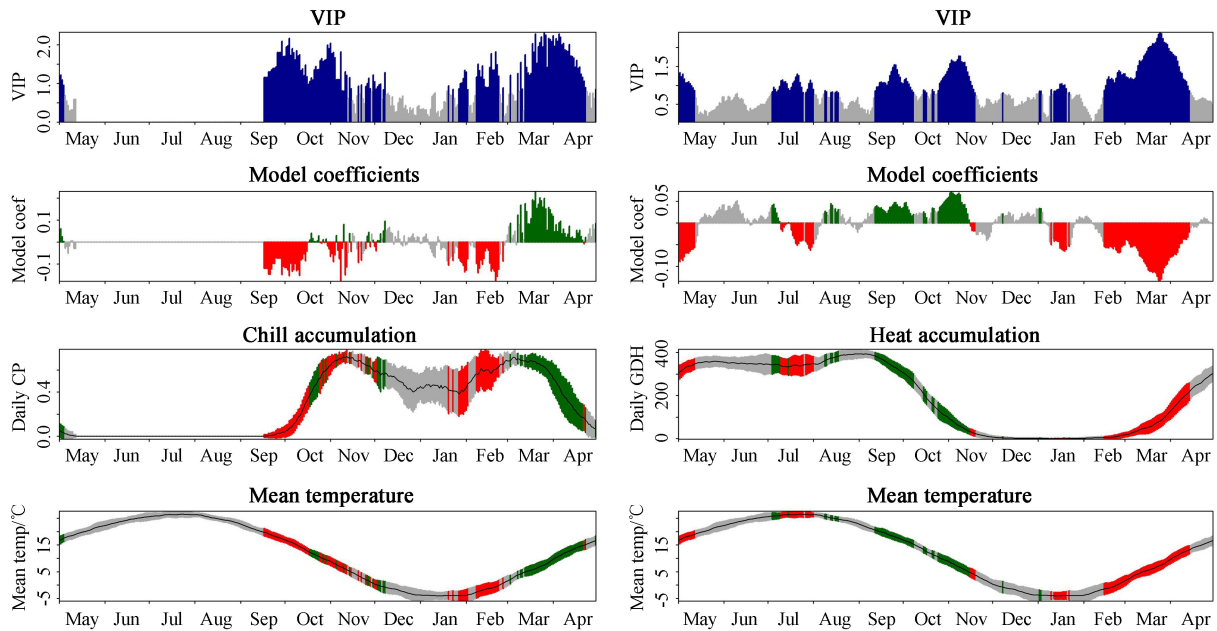 VIP
VIP
2.0
1.0
0.0
VIP
May Jun Jul Aug Sep Oct Nov Dec Jan Feb Mar Apr
1.5
0.5
VIP
May Jun Jul Aug Sep Oct Nov Dec Jan Feb Mar Apr
Model coefficients
Model coefficients
0.1
-0.1
Model coef
May Jun Jul Aug Sep Oct Nov Dec Jan Feb Mar Apr
0.05
-0.10
Model coef
May Jun Jul Aug Sep Oct Nov Dec Jan Feb Mar Apr
Chill accumulation
Heat accumulation
0.4
0.0
Daily CP
May Jun Jul Aug Sep Oct Nov Dec Jan Feb Mar Apr
400
200
0
Daily GDH
May Jun Jul Aug Sep Oct Nov Dec Jan Feb Mar Apr
Mean temperature
Mean temperature
15
5
-5
Mean temp/℃
May Jun Jul Aug Sep Oct Nov Dec Jan Feb Mar Apr
15
5
-5
Mean temp/℃
May Jun Jul Aug Sep Oct Nov Dec Jan Feb Mar Apr